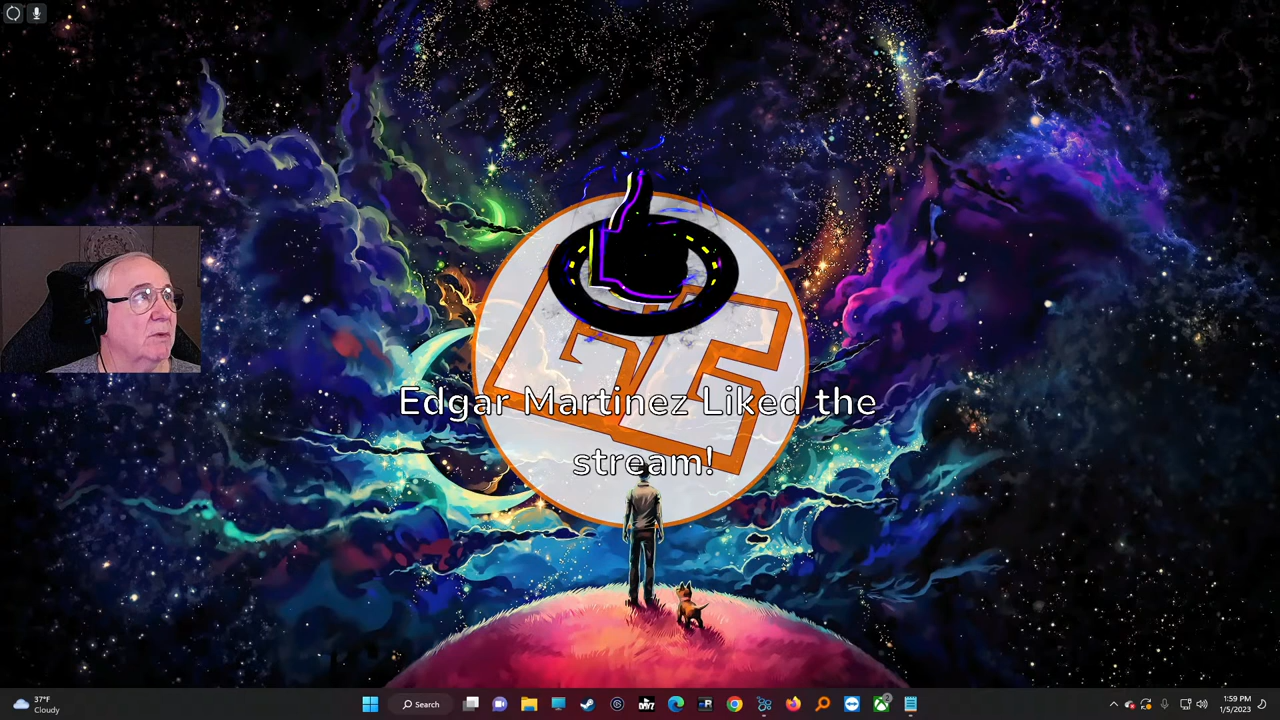 Edgar Martinez Liked the
stream!
37°F
Cloudy
Search
1:59 PM
1/5/2023